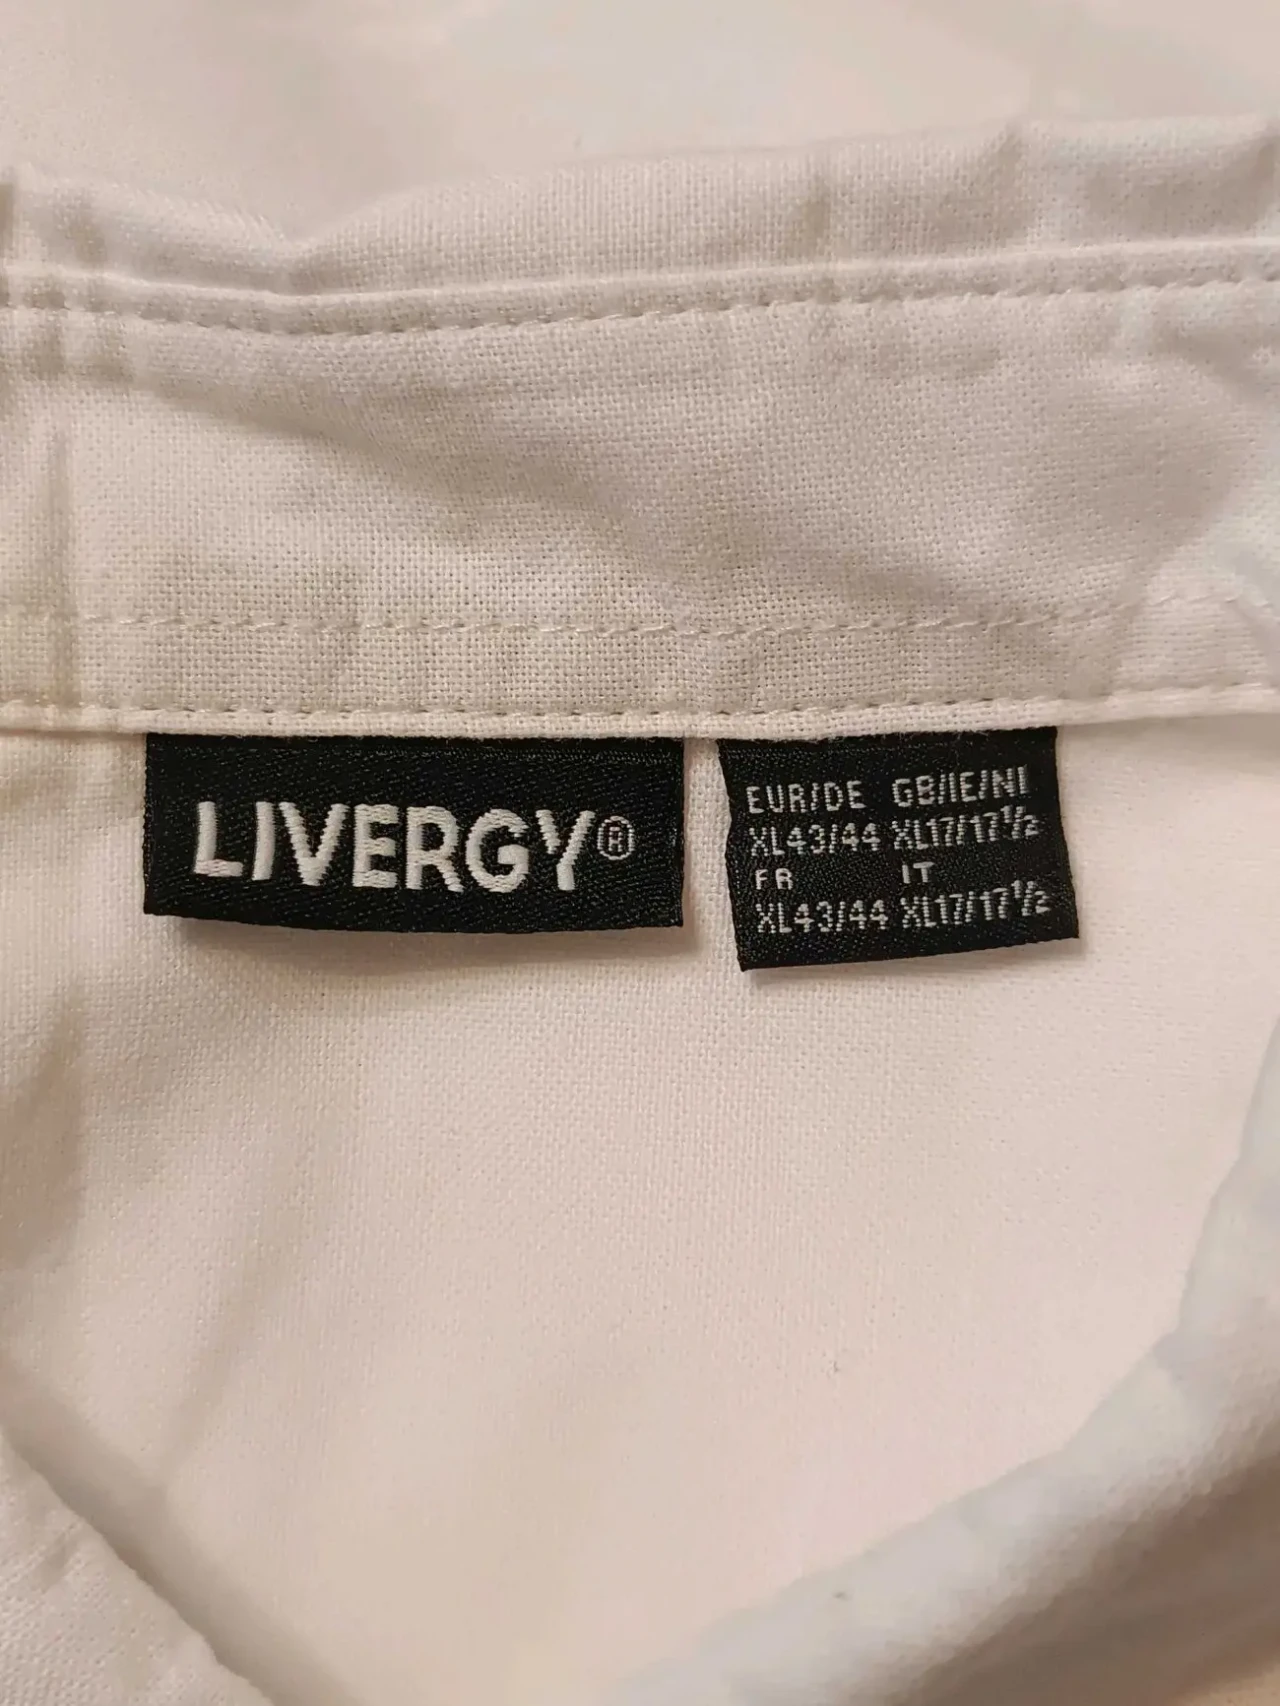 LIVERGY®
EUR/DE GB/IE/NI
XL43/44 XL17/17½
FR IT
XL43/44 XL17/17½